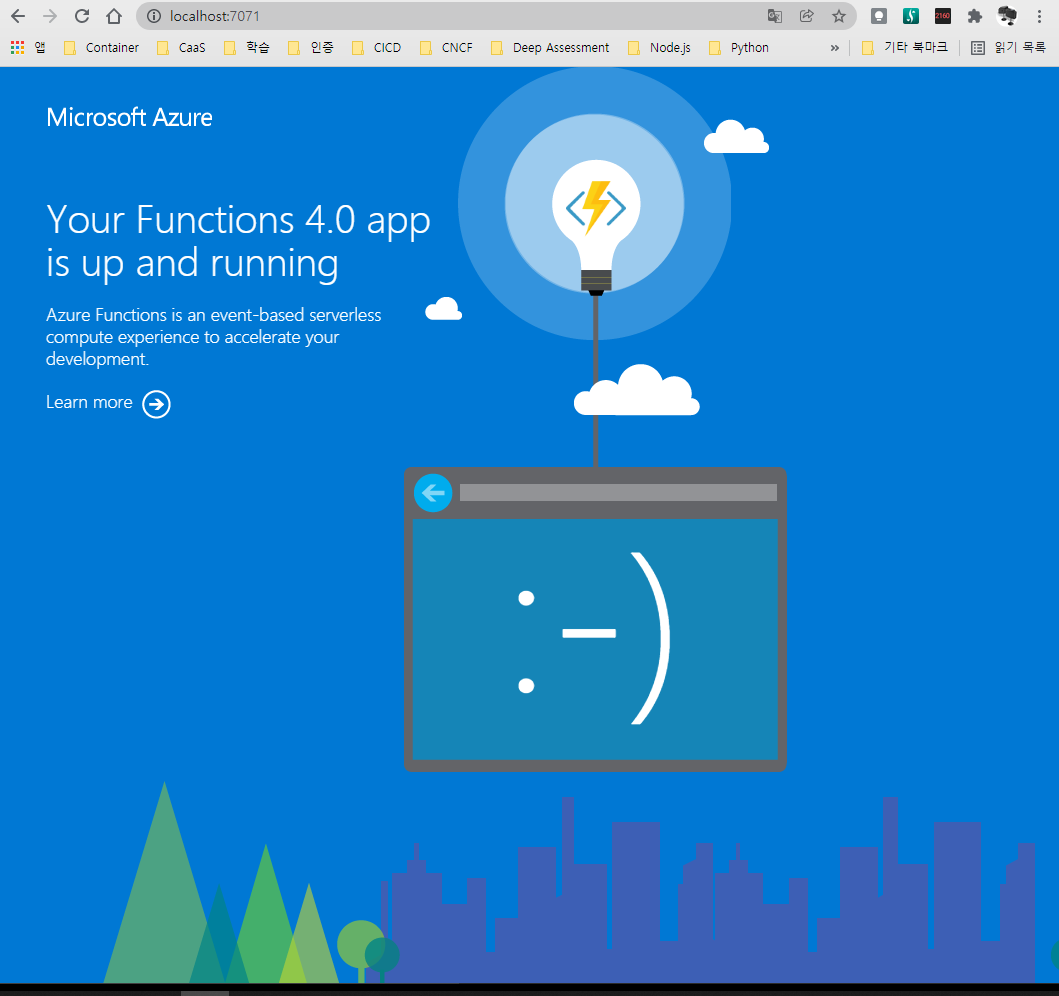 localhost:7071
2160
앱 Container CaaS 학습 인증 CICD CNCF Deep Assessment Node.js Python » 기타 북마크 읽기 목록
Microsoft Azure
Your Functions 4.0 app
is up and running
Azure Functions is an event-based serverless
compute experience to accelerate your
development.
Learn more
:-)